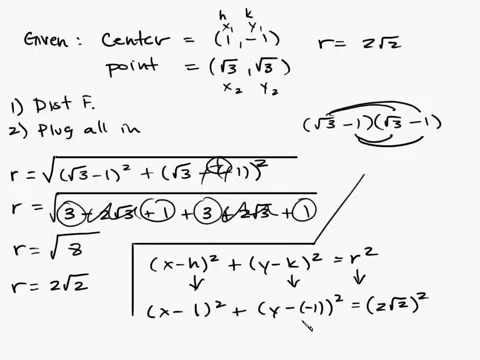 h k
x₁ y₁
Given: center = (1, -1) r = 2√2
point = (√3, √3)
x₂ y₂
1) Dist F.
2) Plug all in
(√3 - 1)(√3 - 1)
r = √((√3-1)² + (√3 + 1))²
r = √(3 - 2√3 + 1 + 3 + 2√3 + 1)
r = √8
r = 2√2
(x-h)² + (y-k)² = r²
(x - 1)² + (y - (-1))² = (2√2)²